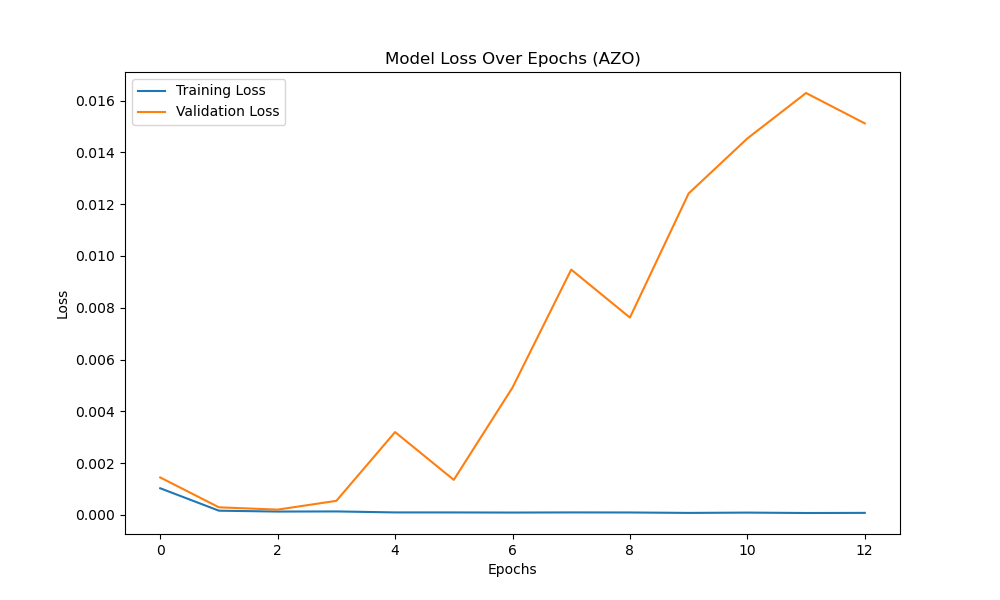 Model Loss Over Epochs (AZO)
Training Loss
Validation Loss
0.016
0.014
0.012
0.010
0.008
0.006
0.004
0.002
0.000
Loss
0 2 4 6 8 10 12
Epochs